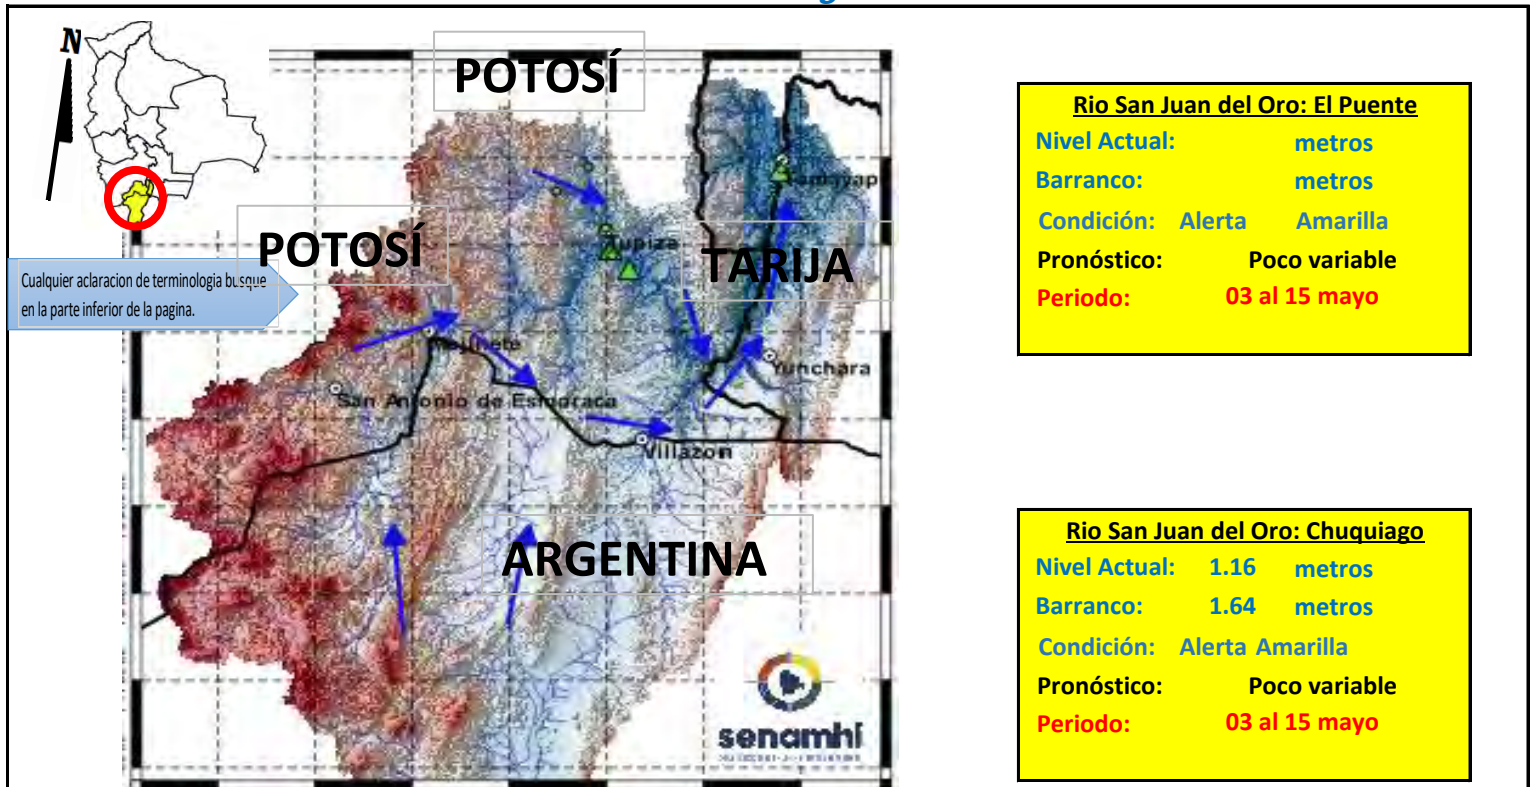 N
POTOSÍ
POTOSÍ
TARIJA
Cualquier aclaracion de terminologia busque
en la parte inferior de la pagina.
Tupiza
Yunchara
San Antonio de Esmoraca
Villazon
ARGENTINA
senamhi
Rio San Juan del Oro: El Puente
Nivel Actual: metros
Barranco: metros
Condición: Alerta Amarilla
Pronóstico: Poco variable
Periodo: 03 al 15 mayo
Rio San Juan del Oro: Chuquiago
Nivel Actual: 1.16 metros
Barranco: 1.64 metros
Condición: Alerta Amarilla
Pronóstico: Poco variable
Periodo: 03 al 15 mayo